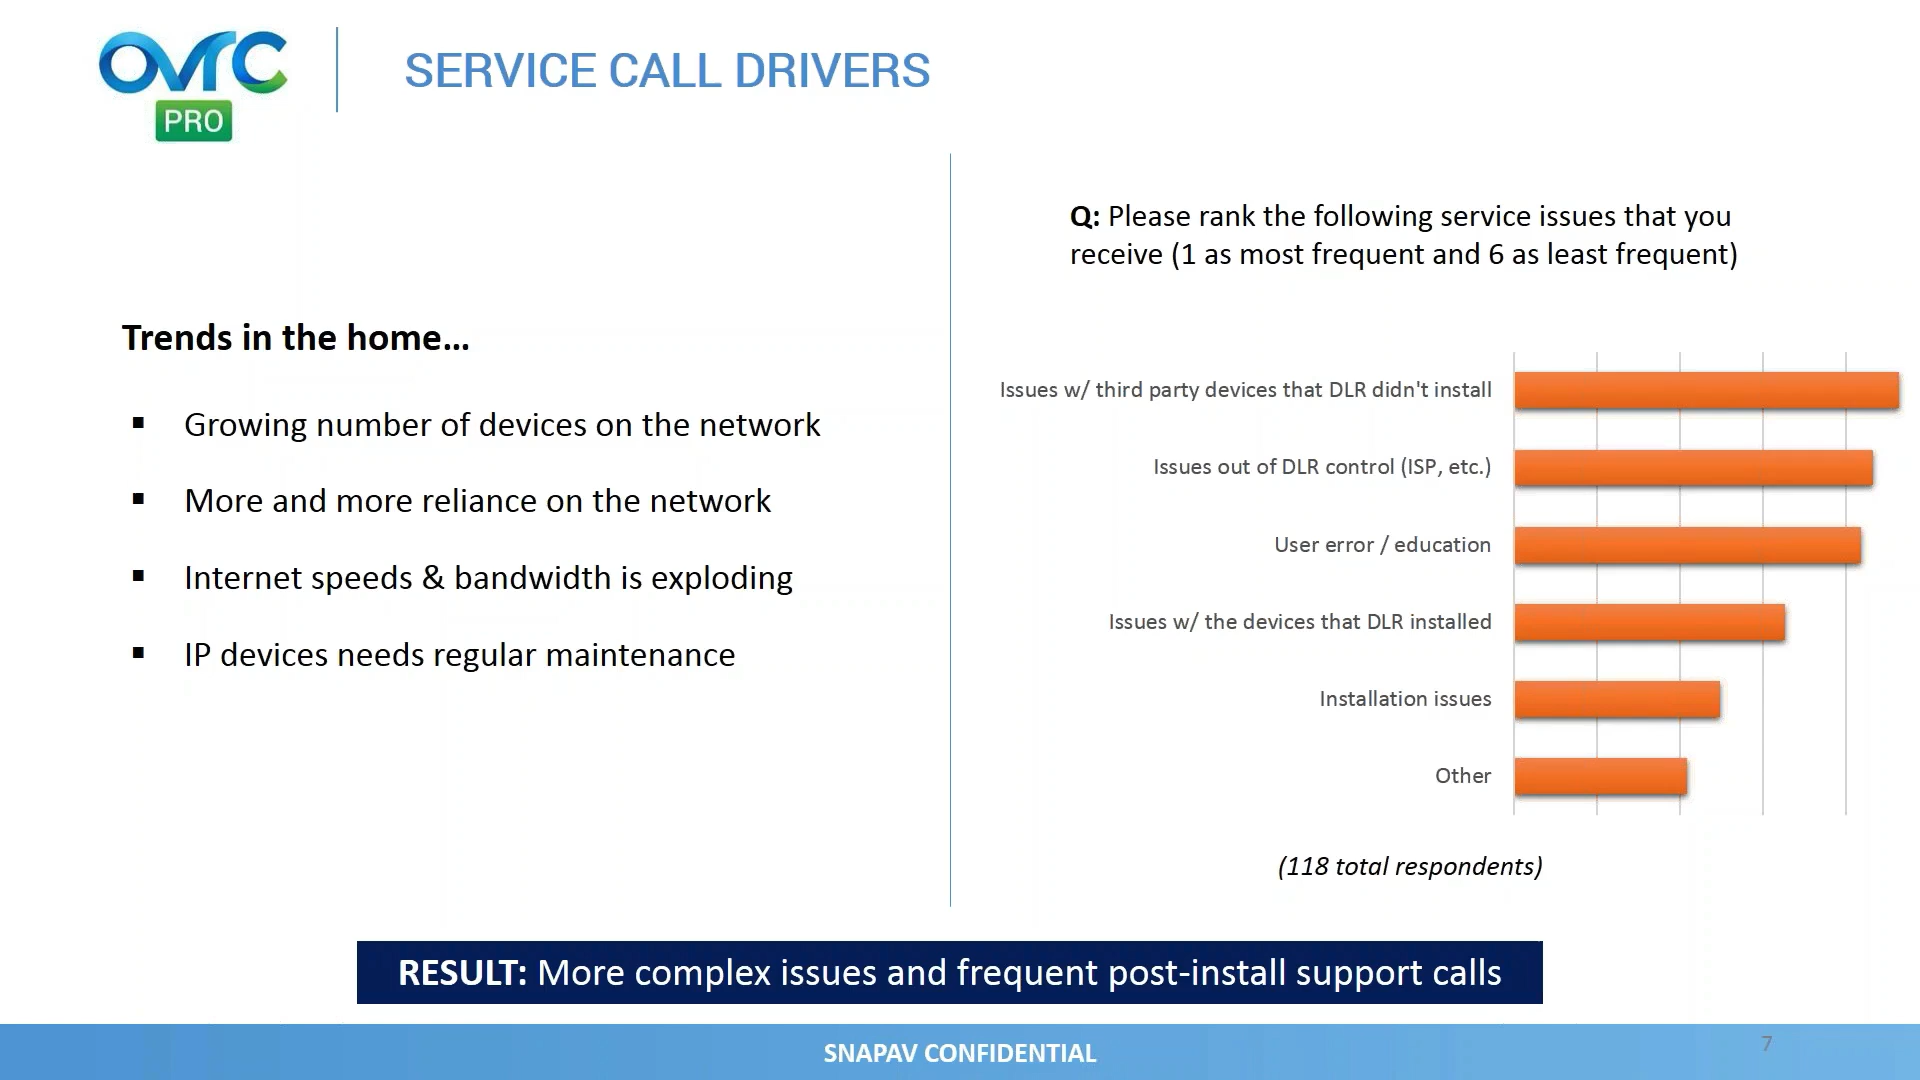 ovrc
PRO
SERVICE CALL DRIVERS
Trends in the home...
▪ Growing number of devices on the network
▪ More and more reliance on the network
▪ Internet speeds & bandwidth is exploding
▪ IP devices needs regular maintenance
Q: Please rank the following service issues that you
receive (1 as most frequent and 6 as least frequent)
Issues w/ third party devices that DLR didn't install
Issues out of DLR control (ISP, etc.)
User error / education
Issues w/ the devices that DLR installed
Installation issues
Other
(118 total respondents)
RESULT: More complex issues and frequent post-install support calls
SNAPAV CONFIDENTIAL
7